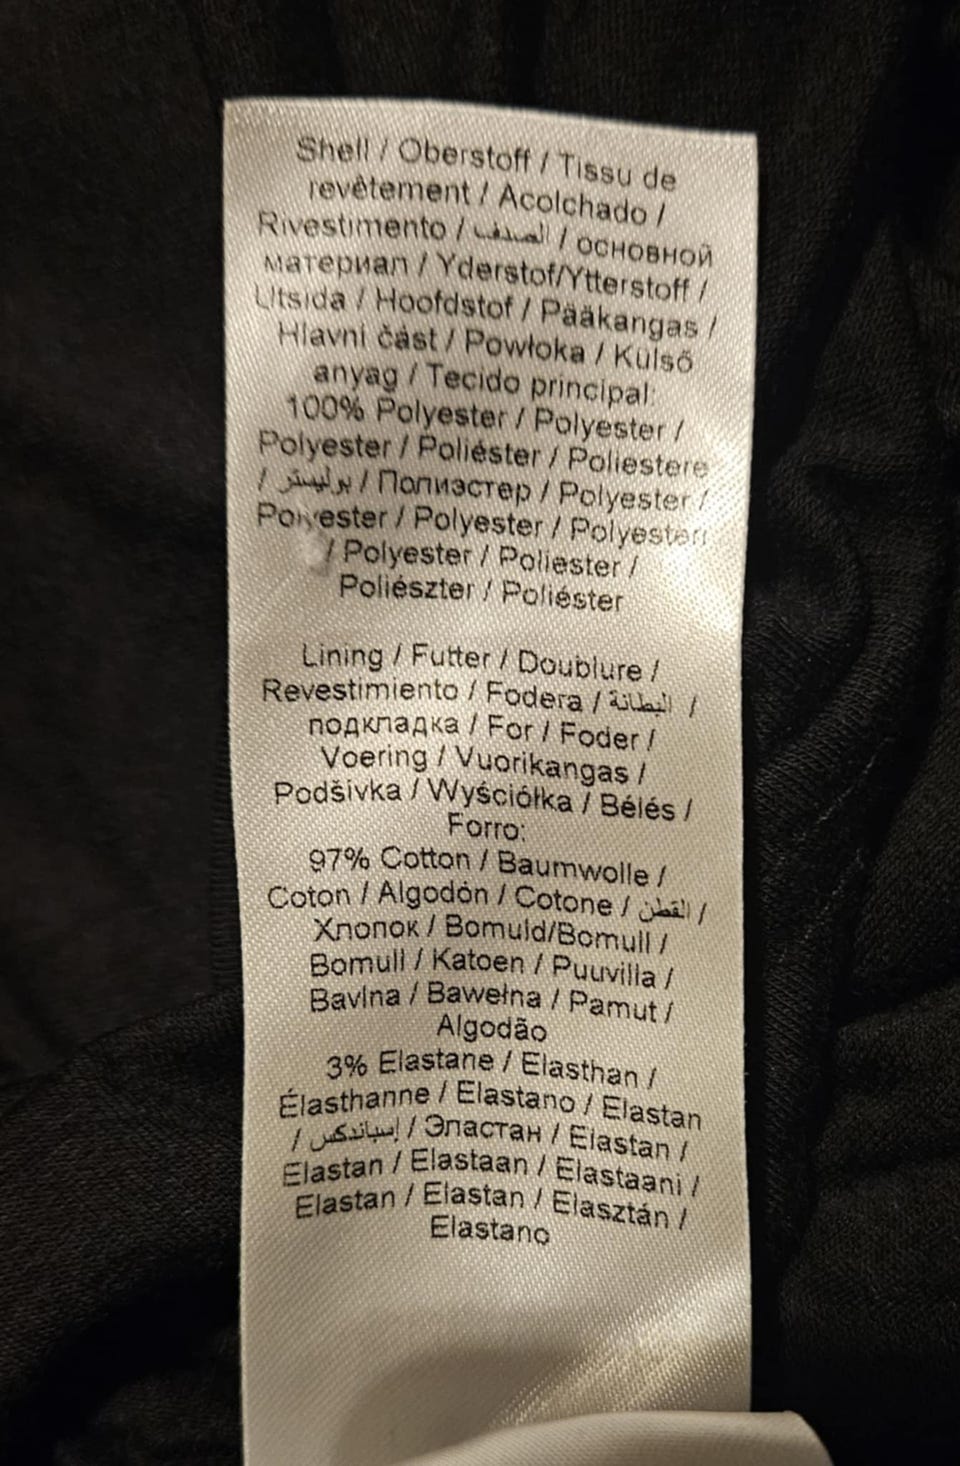 Shell / Oberstoff / Tissu de
revêtement / Acolchado /
Rivestimento / الصدف / основной
материал / Yderstof/Ytterstoff /
Utsida / Hoofdstof / Pääkangas /
Hlavní část / Powłoka / Külső
anyag / Tecido principal:
100% Polyester / Polyester /
Polyester / Poliéster / Poliestere
/ بوليستر / Полиэстер / Polyester /
Polyester / Polyester / Polyesteri
/ Polyester / Poliester /
Poliészter / Poliéster
Lining / Futter / Doublure /
Revestimiento / Fodera / البطانة /
подкладка / For / Foder /
Voering / Vuorikangas /
Podšívka / Wyściółka / Bélés /
Forro:
97% Cotton / Baumwolle /
Coton / Algodón / Cotone / القطن /
Хлопок / Bomuld/Bomull /
Bomull / Katoen / Puuvilla /
Bavlna / Bawełna / Pamut /
Algodão
3% Elastane / Elasthan /
Élasthanne / Elastano / Elastan
/ إسباندكس / Эластан / Elastan /
Elastan / Elastaan / Elastaani /
Elastan / Elastan / Elasztán /
Elastano